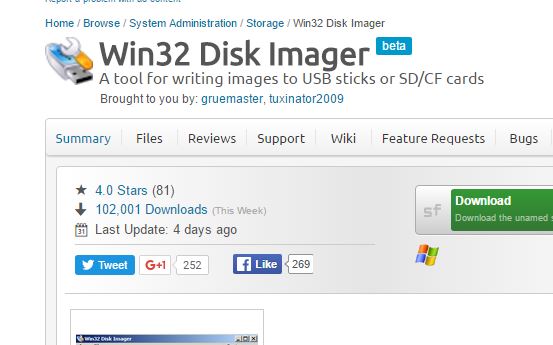 Report a problem with ad content
Home / Browse / System Administration / Storage / Win32 Disk Imager
Win32 Disk Imager beta
A tool for writing images to USB sticks or SD/CF cards
Brought to you by: gruemaster, tuxinator2009
Summary Files Reviews Support Wiki Feature Requests Bugs
4.0 Stars (81)
102,001 Downloads (This Week)
Last Update: 4 days ago
sf Download
Download the unamed s
Tweet G+1 252 Like 269
Win32 Disk Imager